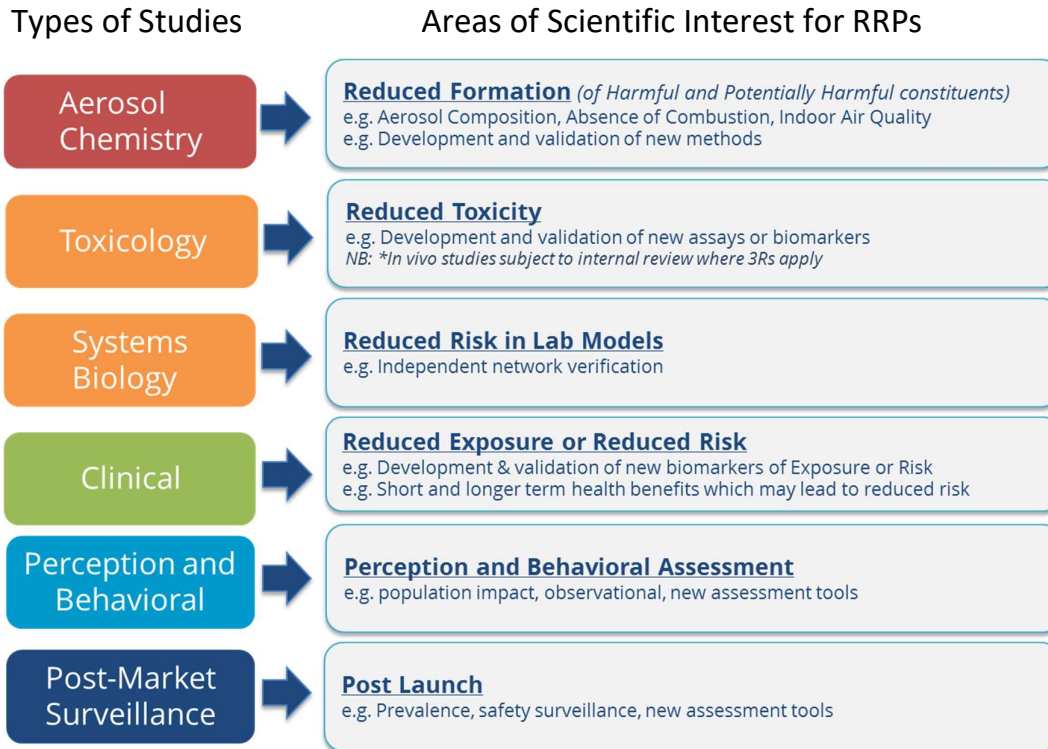 Types of Studies
Areas of Scientific Interest for RRPs
Aerosol
Chemistry
Reduced Formation (of Harmful and Potentially Harmful constituents)
e.g. Aerosol Composition, Absence of Combustion, Indoor Air Quality
e.g. Development and validation of new methods
Toxicology
Reduced Toxicity
e.g. Development and validation of new assays or biomarkers
NB: *In vivo studies subject to internal review where 3Rs apply
Systems
Biology
Reduced Risk in Lab Models
e.g. Independent network verification
Clinical
Reduced Exposure or Reduced Risk
e.g. Development & validation of new biomarkers of Exposure or Risk
e.g. Short and longer term health benefits which may lead to reduced risk
Perception and
Behavioral
Perception and Behavioral Assessment
e.g. population impact, observational, new assessment tools
Post-Market
Surveillance
Post Launch
e.g. Prevalence, safety surveillance, new assessment tools